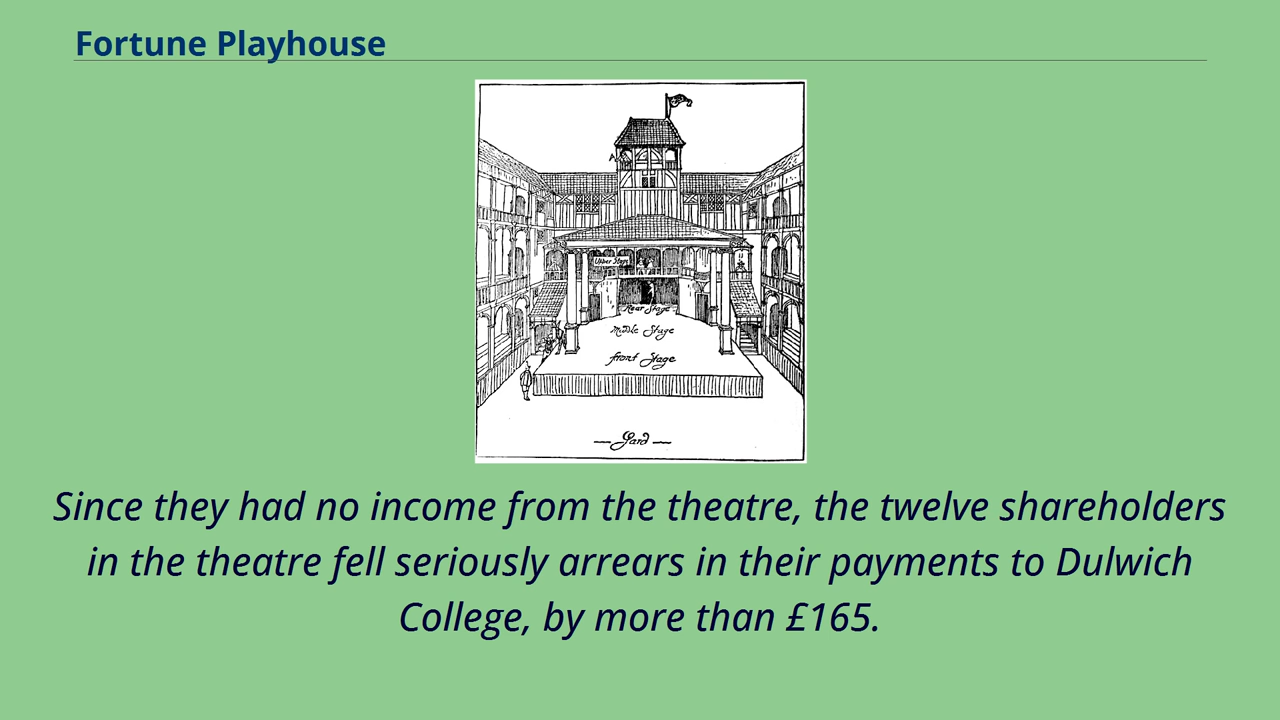 Fortune Playhouse
Upper Stage
Rear Stage
Middle Stage
front Stage
Yard
Since they had no income from the theatre, the twelve shareholders
in the theatre fell seriously arrears in their payments to Dulwich
College, by more than £165.